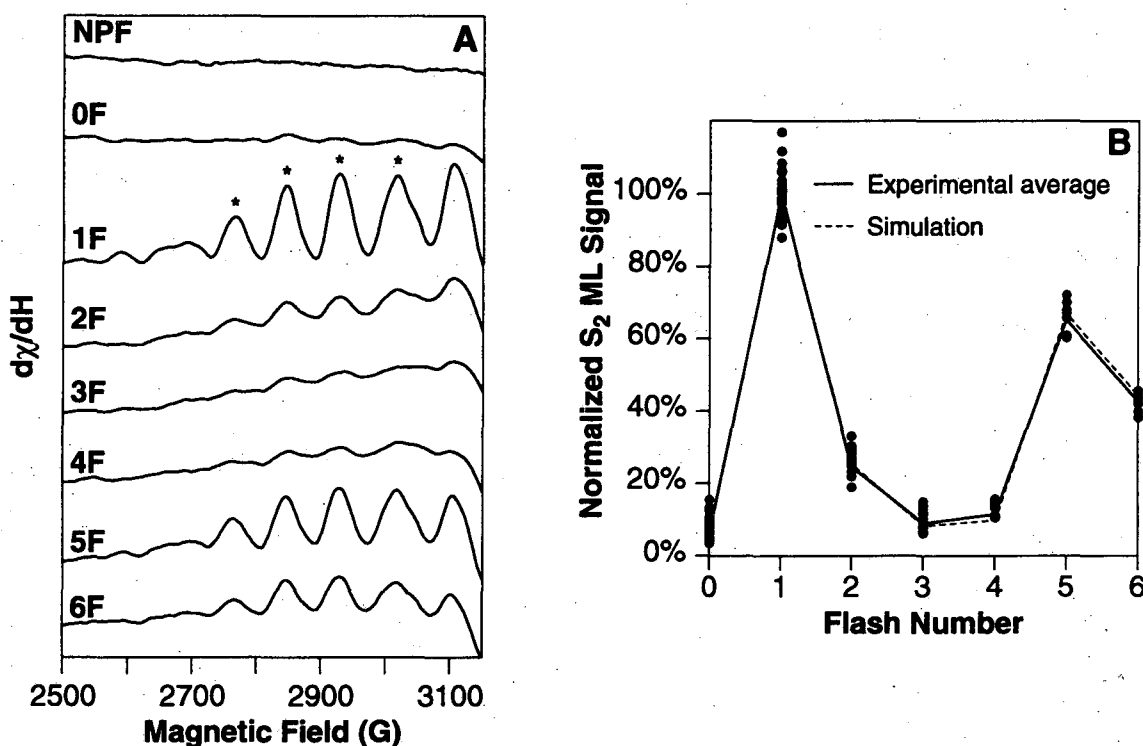 NPF
A
0F
* * * *
1F
2F
3F
4F
5F
6F
dχ/dH
2500 2700 2900 3100
Magnetic Field (G)
B
Experimental average
Simulation
100%
80%
60%
40%
20%
0%
0 1 2 3 4 5 6
Normalized S₂ ML Signal
Flash Number